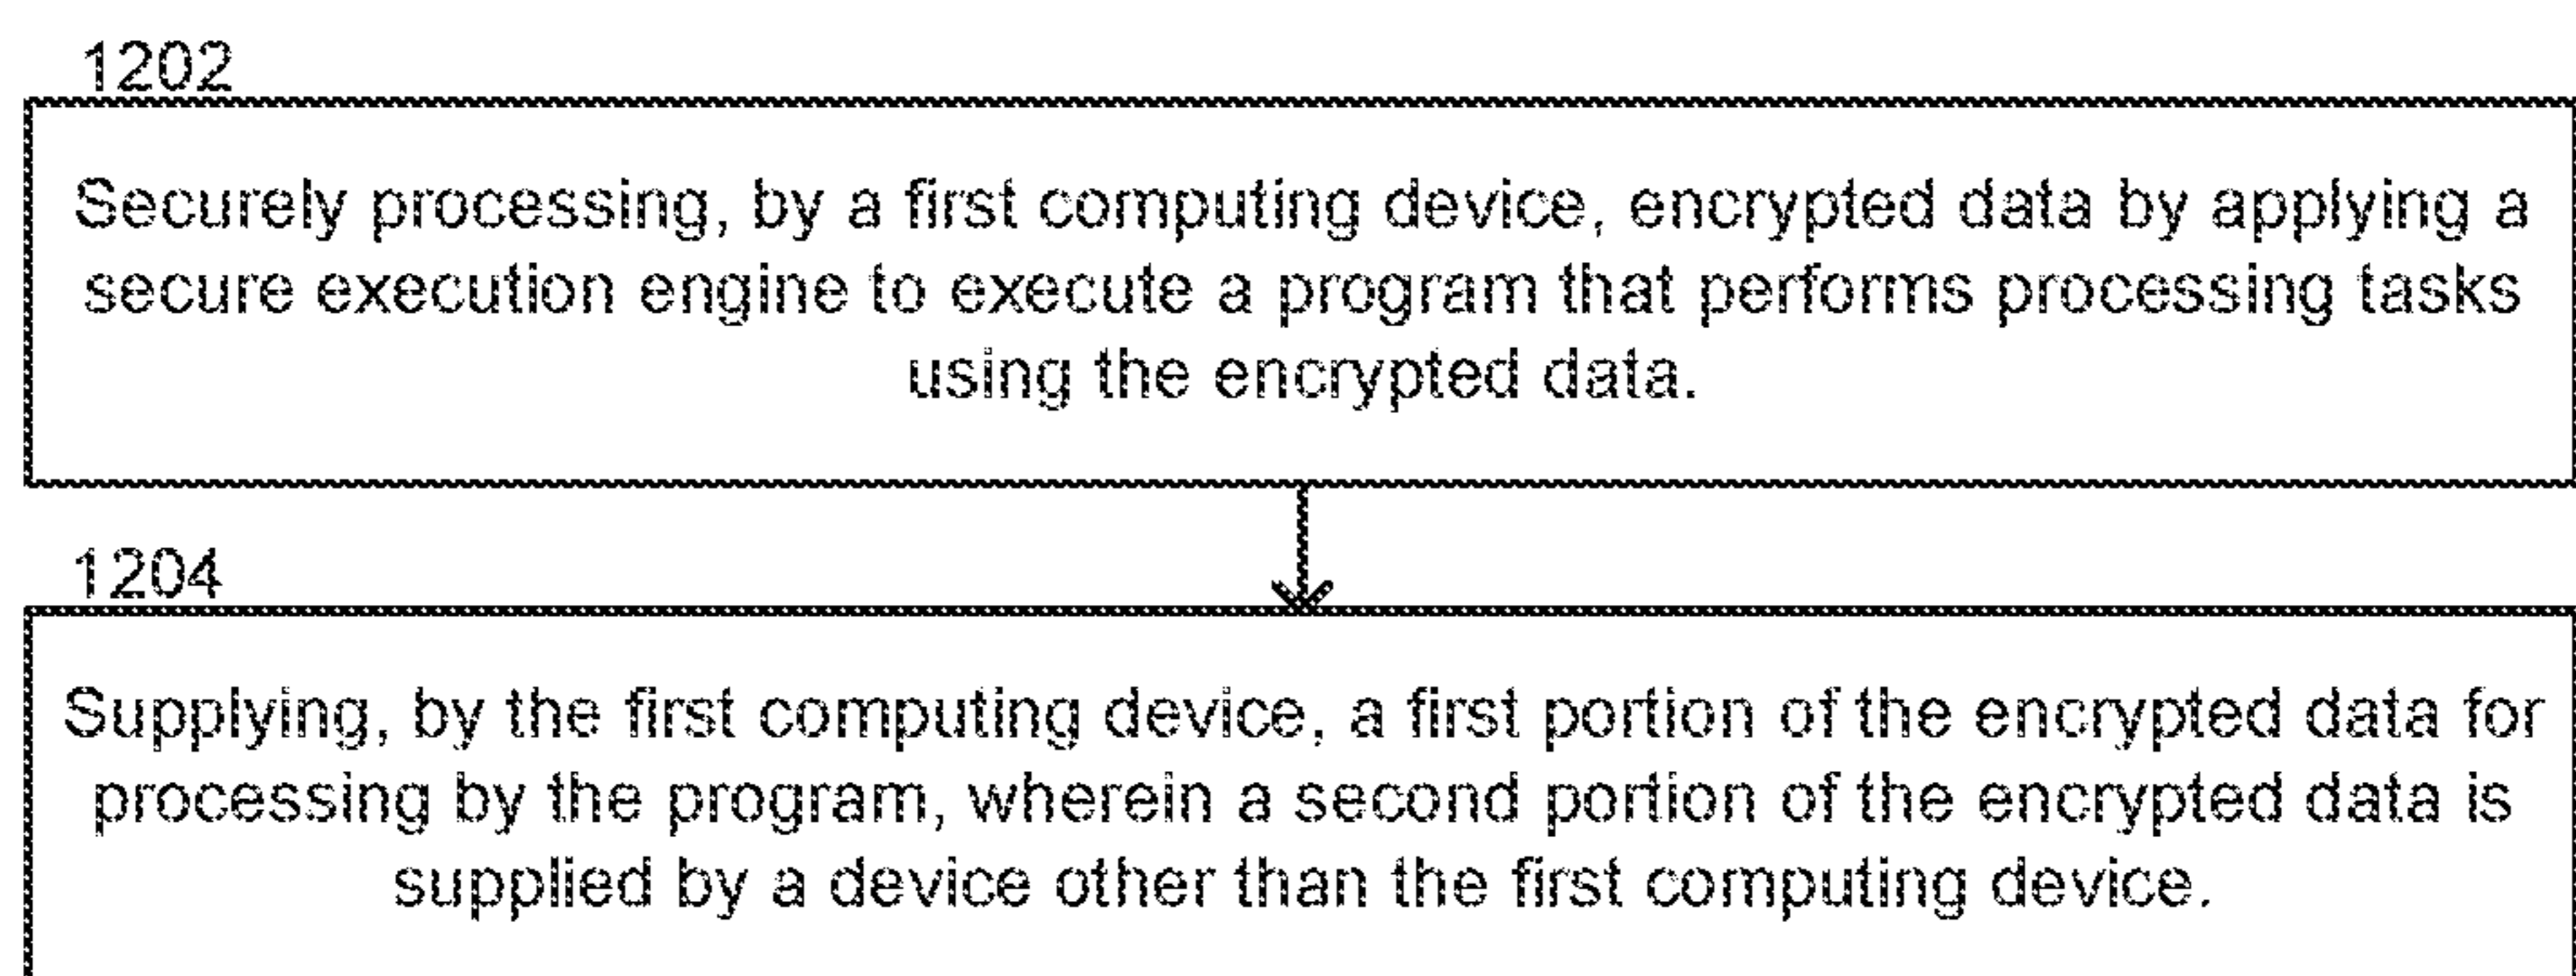 1202
Securely processing, by a first computing device, encrypted data by applying a
secure execution engine to execute a program that performs processing tasks
using the encrypted data.
1204
Supplying, by the first computing device, a first portion of the encrypted data for
processing by the program, wherein a second portion of the encrypted data is
supplied by a device other than the first computing device.